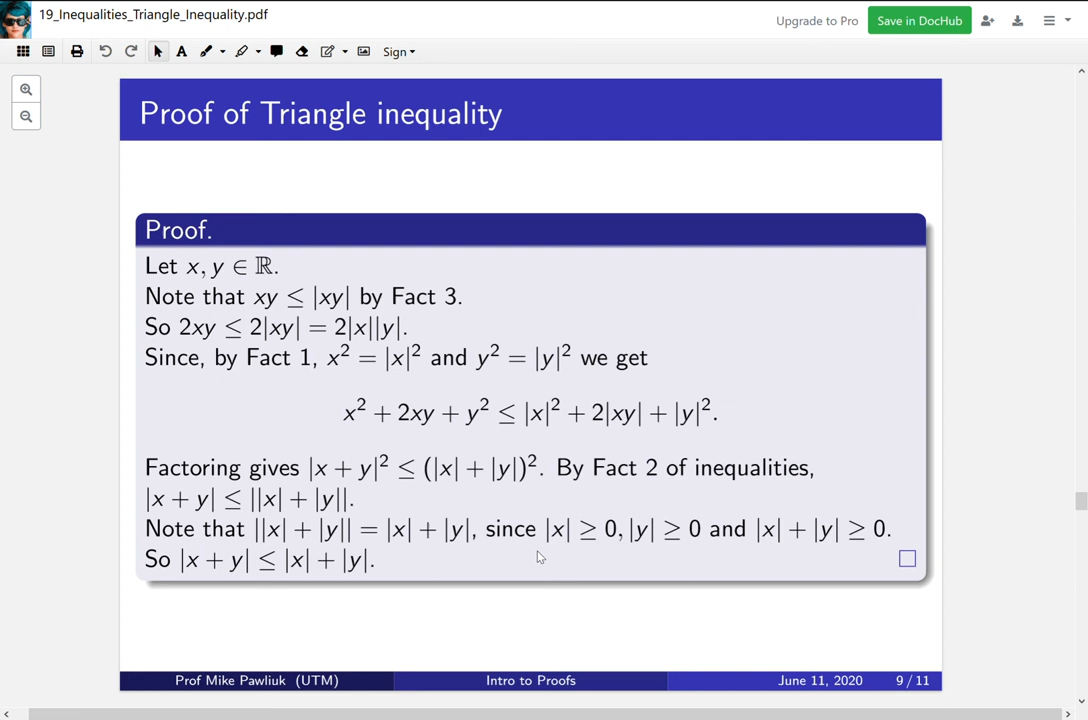 19_Inequalities_Triangle_Inequality.pdf
Upgrade to Pro
Save in DocHub
A
Sign
Proof of Triangle inequality
Proof.
Let x, y ∈ ℝ.
Note that xy ≤ |xy| by Fact 3.
So 2xy ≤ 2|xy| = 2|x||y|.
Since, by Fact 1, x² = |x|² and y² = |y|² we get
x² + 2xy + y² ≤ |x|² + 2|xy| + |y|².
Factoring gives |x + y|² ≤ (|x| + |y|)². By Fact 2 of inequalities,
|x + y| ≤ ||x| + |y||.
Note that ||x| + |y|| = |x| + |y|, since |x| ≥ 0, |y| ≥ 0 and |x| + |y| ≥ 0.
So |x + y| ≤ |x| + |y|. □
Prof Mike Pawliuk (UTM) Intro to Proofs June 11, 2020 9 / 11